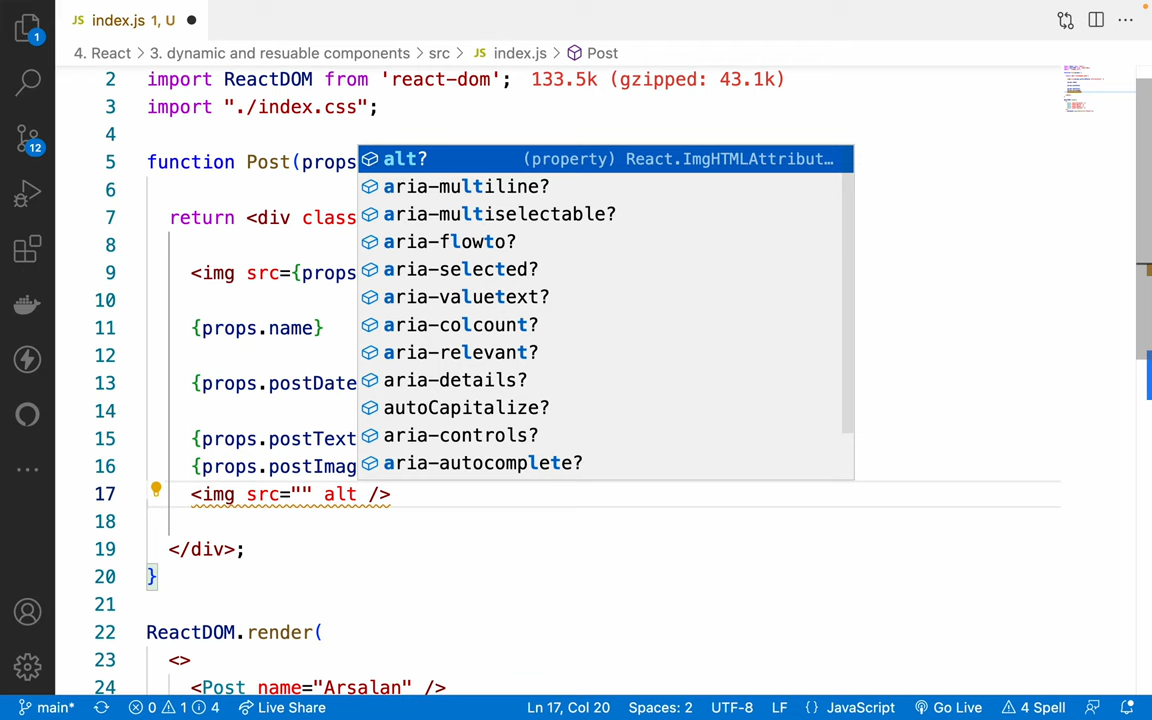 JS index.js 1, U ●
4. React > 3. dynamic and resuable components > src > JS index.js > Post
2 import ReactDOM from 'react-dom'; 133.5k (gzipped: 43.1k)
3 import "./index.css";
4
5 function Post(props
alt? (property) React.ImgHTMLAttribut…
6 aria-multiline?
7 return <div class aria-multiselectable?
8 aria-flowto?
9 <img src={props aria-selected?
10 aria-valuetext?
11 {props.name} aria-colcount?
12 aria-relevant?
13 {props.postDate aria-details?
14 autoCapitalize?
15 {props.postText aria-controls?
16 {props.postImag aria-autocomplete?
17 <img src="" alt />
18
19 </div>;
20 }
21
22 ReactDOM.render(
23 <>
24 <Post name="Arsalan" />
1
12
main* 0 1 4 Live Share Ln 17, Col 20 Spaces: 2 UTF-8 LF {} JavaScript Go Live 4 Spell